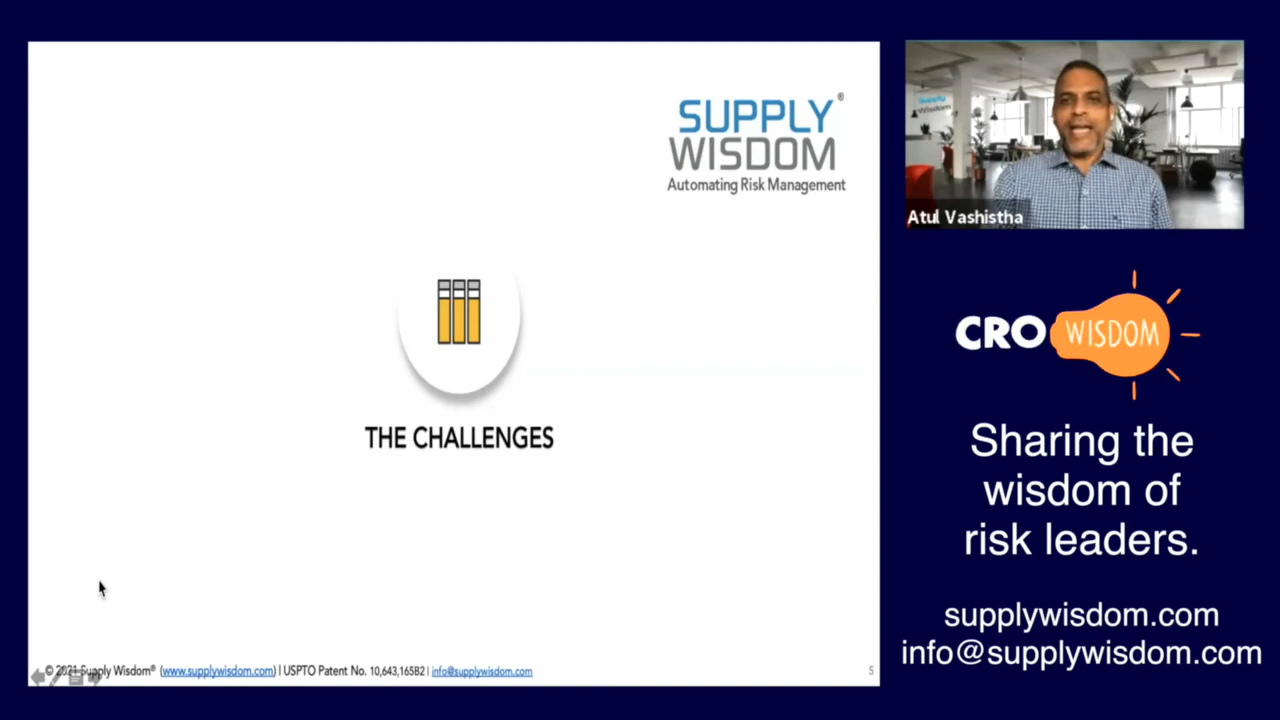 SUPPLY®
WISDOM
Automating Risk Management
THE CHALLENGES
© 2021 Supply Wisdom® (www.supplywisdom.com) | USPTO Patent No. 10,643,165B2 | info@supplywisdom.com
5
Supply
Wisdom
Atul Vashistha
CRO WISDOM
Sharing the
wisdom of
risk leaders.
supplywisdom.com
info@supplywisdom.com